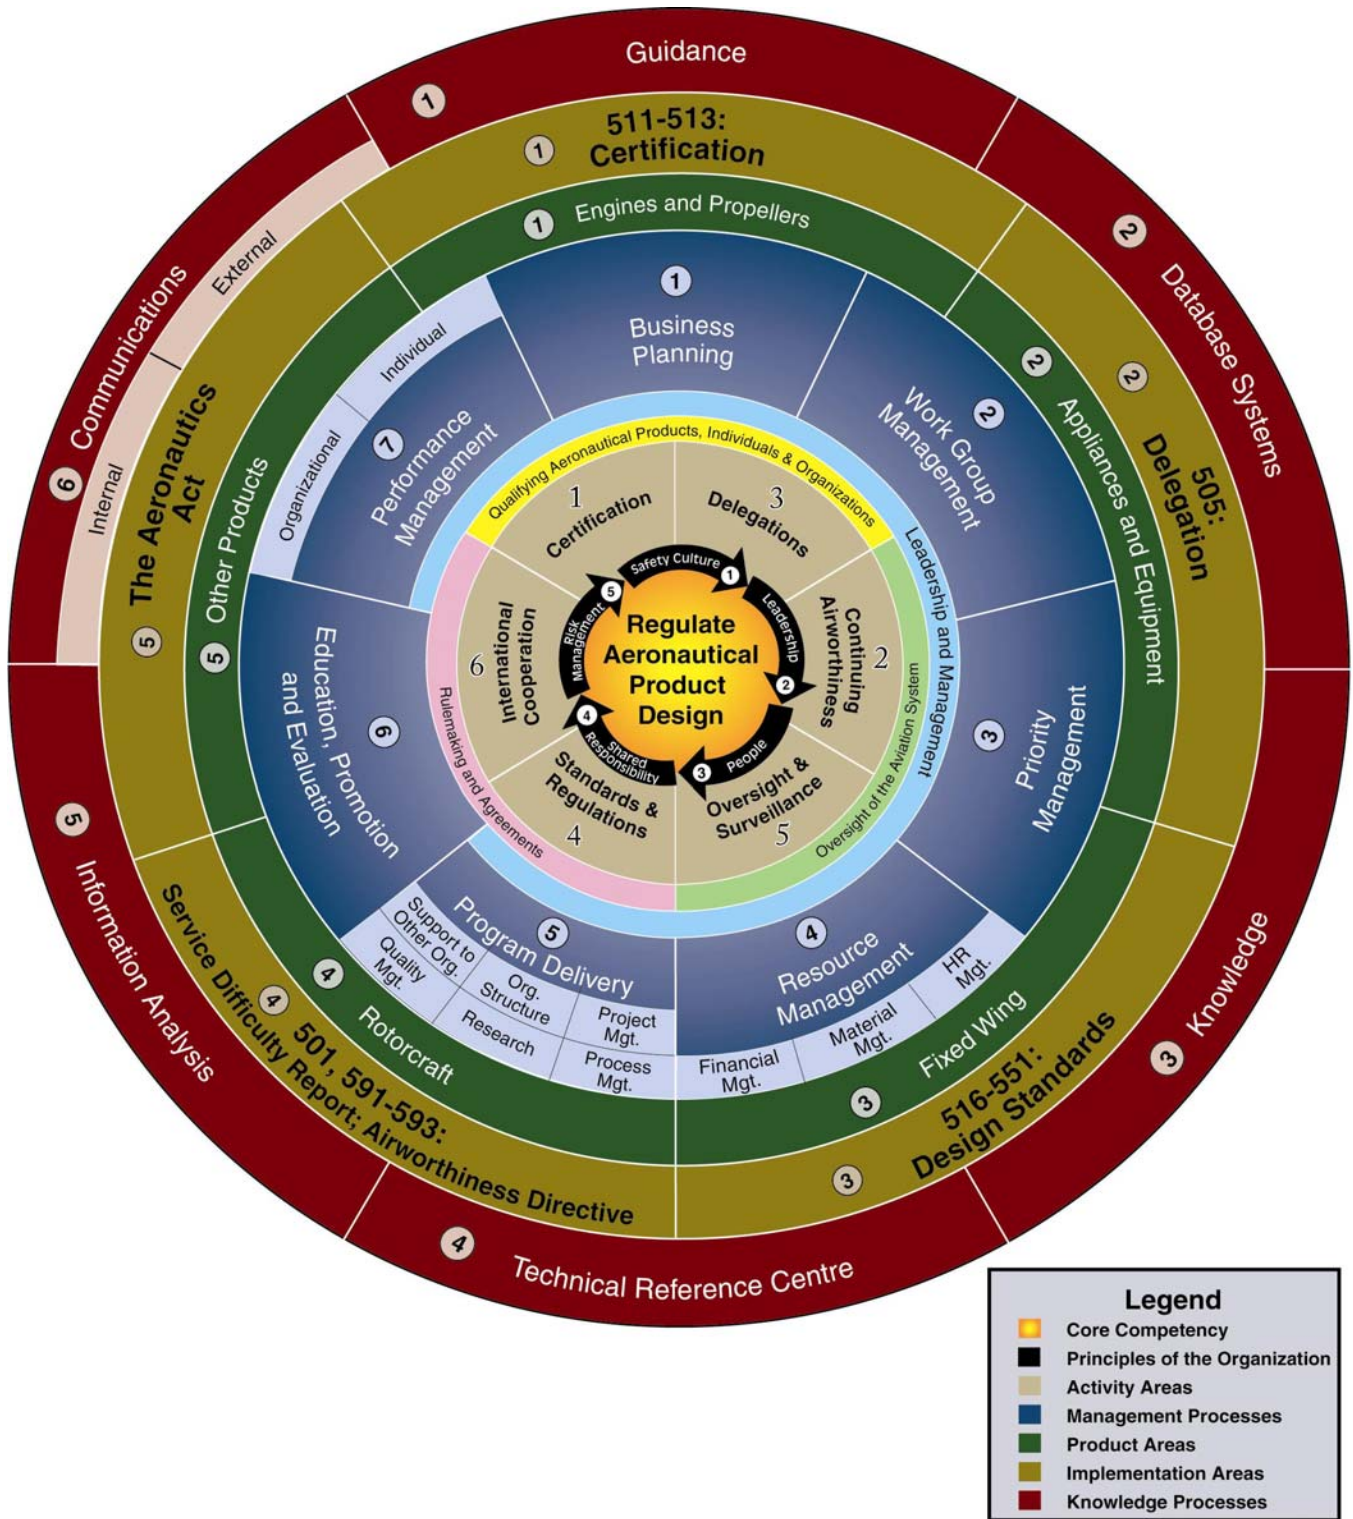 Guidance
1
Database Systems
2
Knowledge
3
Technical Reference Centre
4
Information Analysis
5
Communications
6
External
Internal
511-513:
Certification
1
505:
Delegation
2
516-551:
Design Standards
3
501, 591-593:
Service Difficulty Report; Airworthiness Directive
4
The Aeronautics
Act
5
Engines and Propellers
1
Appliances and Equipment
2
Fixed Wing
3
Rotorcraft
4
Other Products
5
1
Business
Planning
2
Work Group
Management
3
Priority
Management
4
Resource
Management
HR
Mgt.
Material
Mgt.
Financial
Mgt.
5
Program Delivery
Support to
Other Org.
Org.
Structure
Project
Mgt.
Quality
Mgt.
Research
Process
Mgt.
6
Education, Promotion
and Evaluation
7
Performance
Management
Individual
Organizational
Leadership and Management
Qualifying Aeronautical Products, Individuals & Organizations
Oversight of the Aviation System
Rulemaking and Agreements
1
Certification
3
Delegations
2
Continuing
Airworthiness
5
Oversight &
Surveillance
4
Standards &
Regulations
6
International
Cooperation
Safety Culture
1
Leadership
2
People
3
Shared
Responsibility
4
Risk
Management
5
Regulate
Aeronautical
Product
Design
Legend
Core Competency
Principles of the Organization
Activity Areas
Management Processes
Product Areas
Implementation Areas
Knowledge Processes